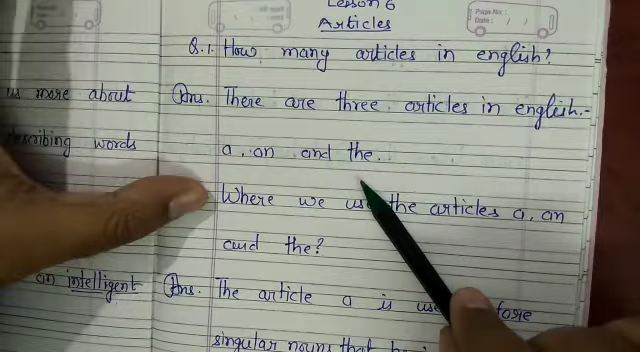 Lesson 6
Articles
Page No:
Date: / /
Q.1. How many articles in english?
is more about
Ans. There are three articles in english.-
describing words
a, an and the.
Where we use the articles a, an
and the?
an intelligent
Ans. The article a is used before
singular nouns that